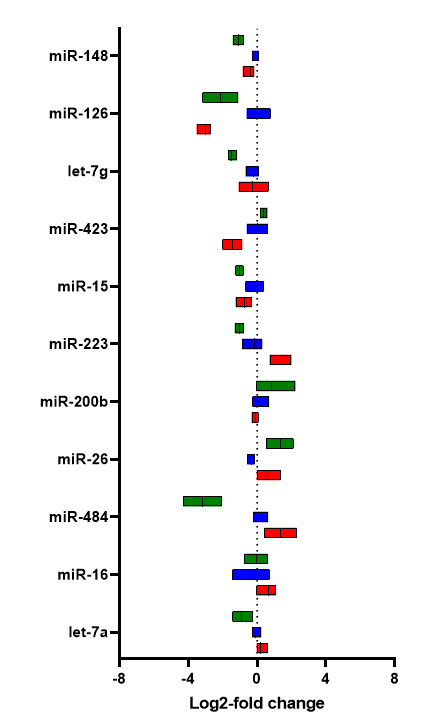 miR-148
miR-126
let-7g
miR-423
miR-15
miR-223
miR-200b
miR-26
miR-484
miR-16
let-7a
-8 -4 0 4 8
Log2-fold change